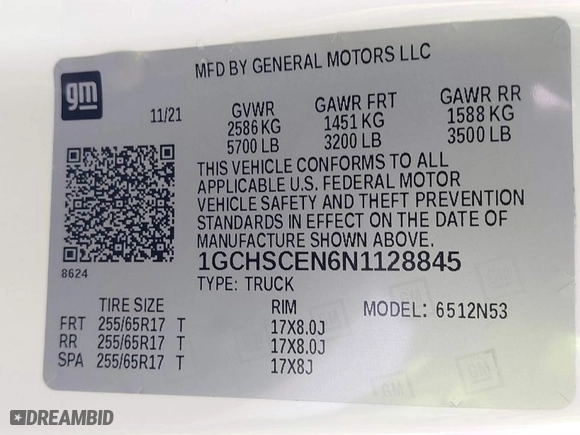 MFD BY GENERAL MOTORS LLC
gm
11/21
GVWR GAWR FRT GAWR RR
2586 KG 1451 KG 1588 KG
5700 LB 3200 LB 3500 LB
THIS VEHICLE CONFORMS TO ALL
APPLICABLE U.S. FEDERAL MOTOR
VEHICLE SAFETY AND THEFT PREVENTION
STANDARDS IN EFFECT ON THE DATE OF
MANUFACTURE SHOWN ABOVE.
8624
1GCHSCEN6N1128845
TYPE: TRUCK
TIRE SIZE RIM MODEL: 6512N53
FRT 255/65R17 T 17X8.0J
RR 255/65R17 T 17X8.0J
SPA 255/65R17 T 17X8J
GM
DREAMBID